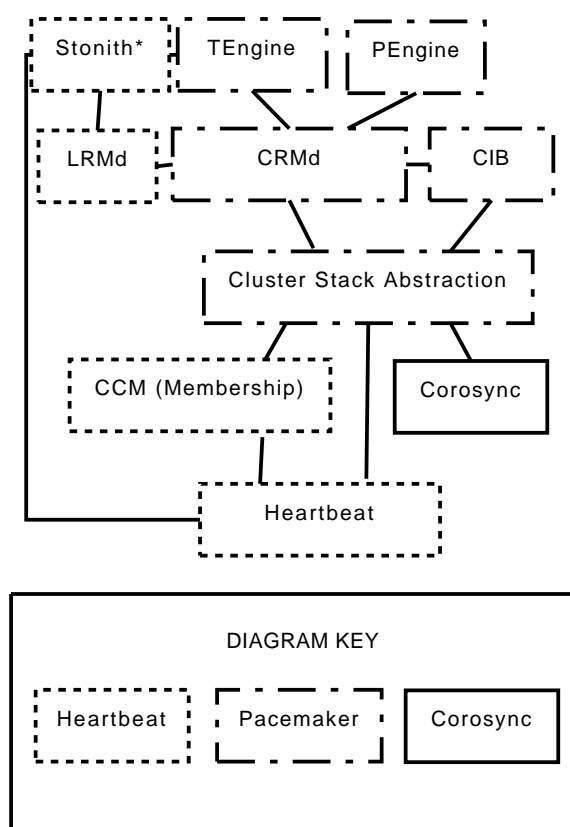 Stonith*
TEngine
PEngine
LRMd
CRMd
CIB
Cluster Stack Abstraction
CCM (Membership)
Corosync
Heartbeat
DIAGRAM KEY
Heartbeat
Pacemaker
Corosync